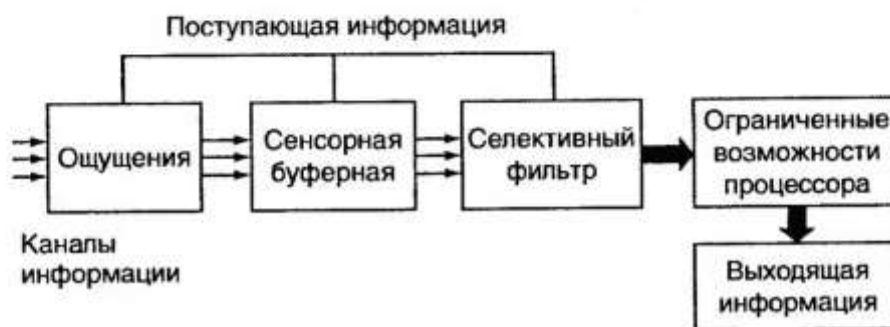 Поступающая информация
Ощущения
Сенсорная
буферная
Селективный
фильтр
Ограниченные
возможности
процессора
Каналы
информации
Выходящая
информация